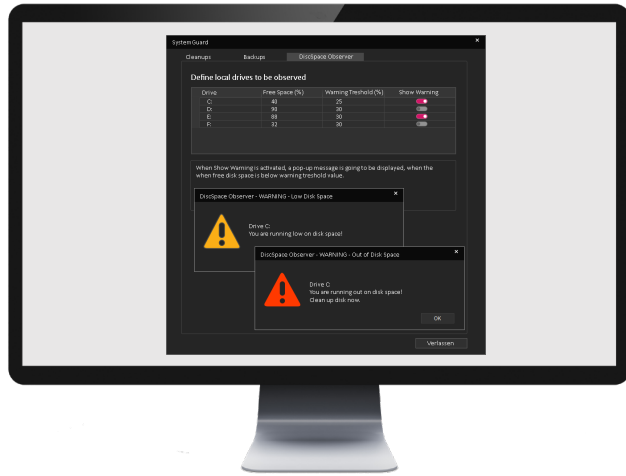 SystemGuard
×
Cleanups Backups DiscSpace Observer
Define local drives to be observed
Drive Free Space (%) Warning Treshold (%) Show Warning
C: 40 25
D: 90 30
E: 88 30
F: 32 30
When Show Warning is activated, a pop-up message is going to be displayed, when the
when free disk space is below warning treshold value.
DiscSpace Observer - WARNING - Low Disk Space ×
Drive C:
You are running low on disk space!
DiscSpace Observer - WARNING - Out of Disk Space ×
Drive C:
You are running out on disk space!
Clean up disk now.
OK
Verlassen